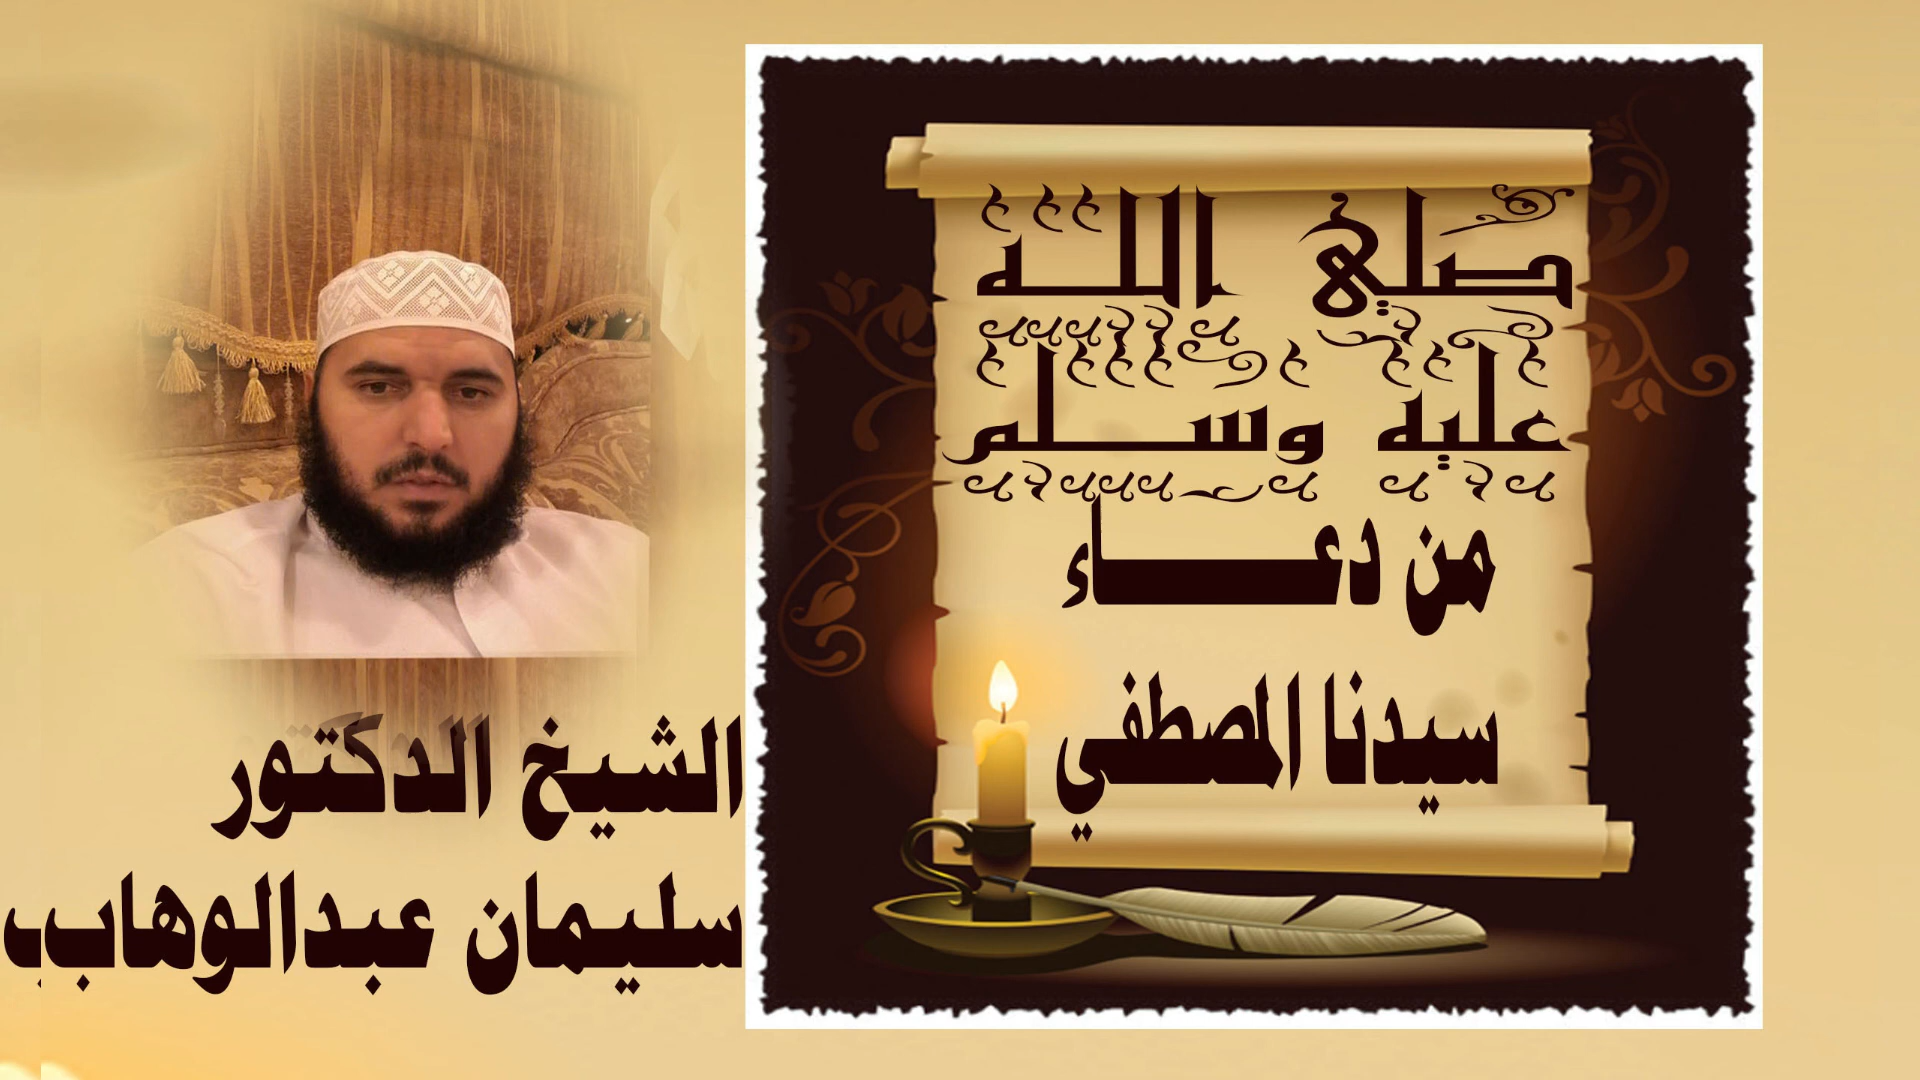 صلى الله
عليه وسلم
من دعاء
سيدنا المصطفي
الشيخ الدكتور
سليمان عبدالوهاب